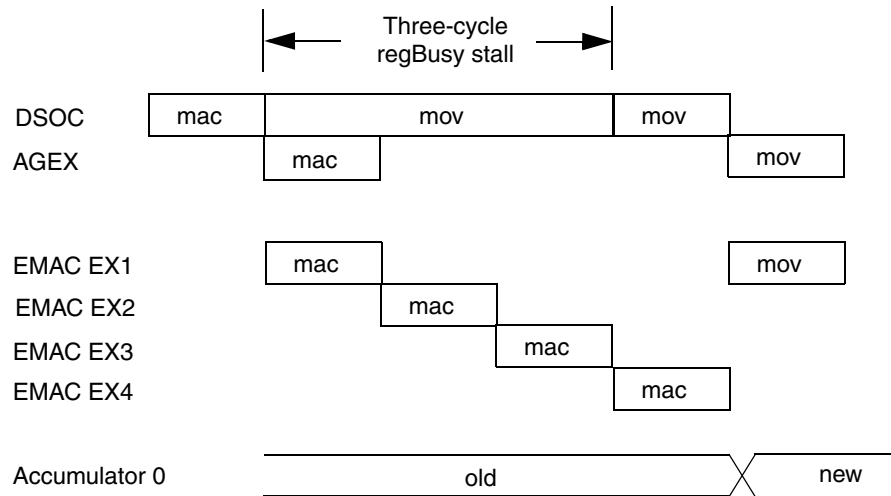 Three-cycle
regBusy stall
DSOC mac mov mov
AGEX mac mov
EMAC EX1 mac mov
EMAC EX2 mac
EMAC EX3 mac
EMAC EX4 mac
Accumulator 0 old new